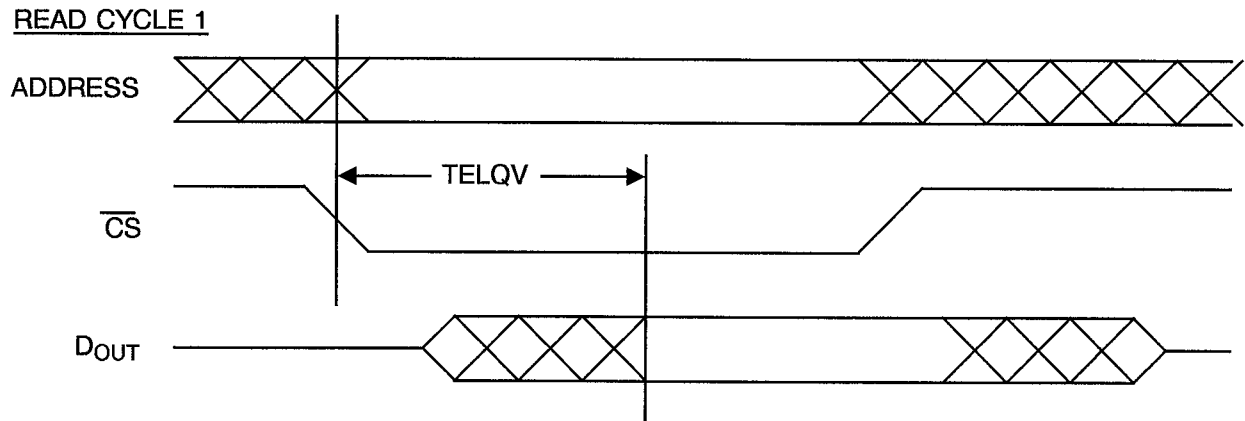 READ CYCLE 1
ADDRESS
TELQV
CS
DOUT